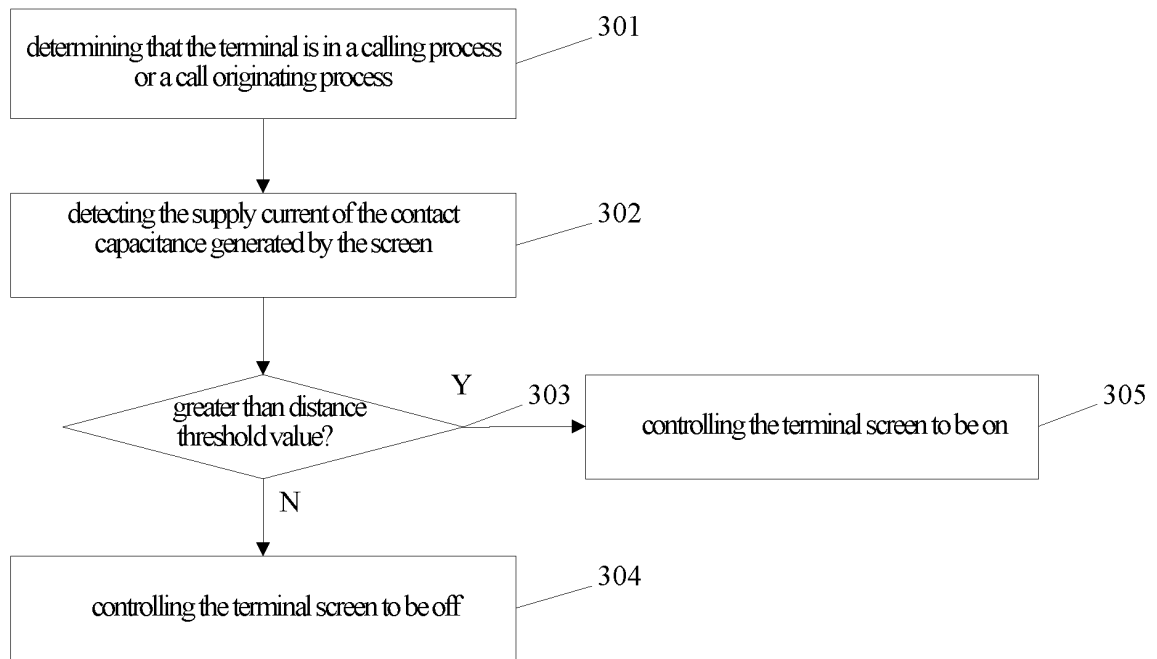 determining that the terminal is in a calling process
or a call originating process
301
detecting the supply current of the contact
capacitance generated by the screen
302
greater than distance
threshold value?
Y
303
controlling the terminal screen to be on
305
N
controlling the terminal screen to be off
304